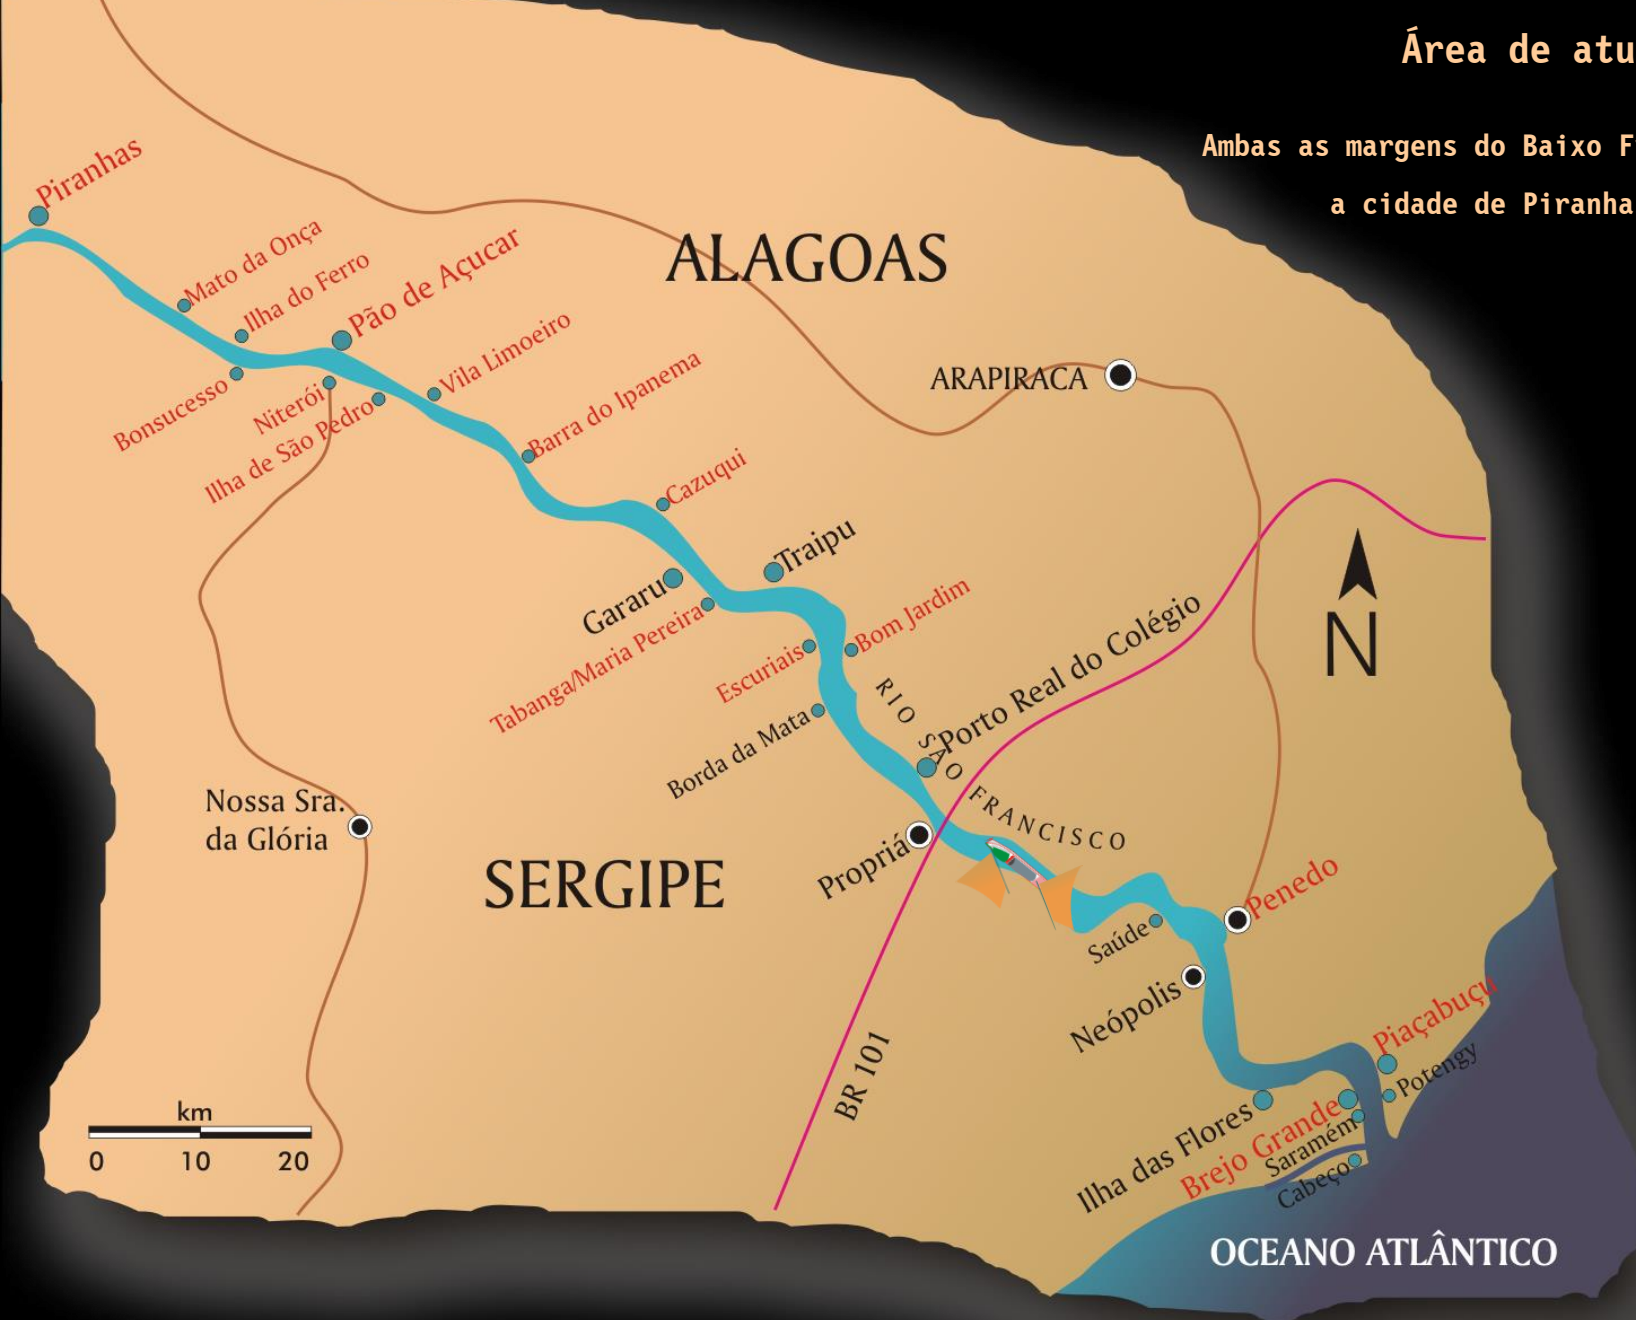 Área de atu
Ambas as margens do Baixo F
a cidade de Piranha
Piranhas
Mato da Onça
Ilha do Ferro
Pão de Açucar
ALAGOAS
Vila Limoeiro
Bonsucesso
Niterói
Ilha de São Pedro
Barra do Ipanema
ARAPIRACA
Cazuqui
Traipu
Gararu
Tabanga/Maria Pereira
Bom Jardim
Escuriais
N
Porto Real do Colégio
RIO SÃO FRANCISCO
Borda da Mata
Nossa Sra.
da Glória
SERGIPE
Propriá
Penedo
Saúde
Neópolis
BR 101
Piaçabuçu
Potengy
Ilha das Flores
Brejo Grande
Saramém
Cabeço
km
0 10 20
OCEANO ATLÂNTICO